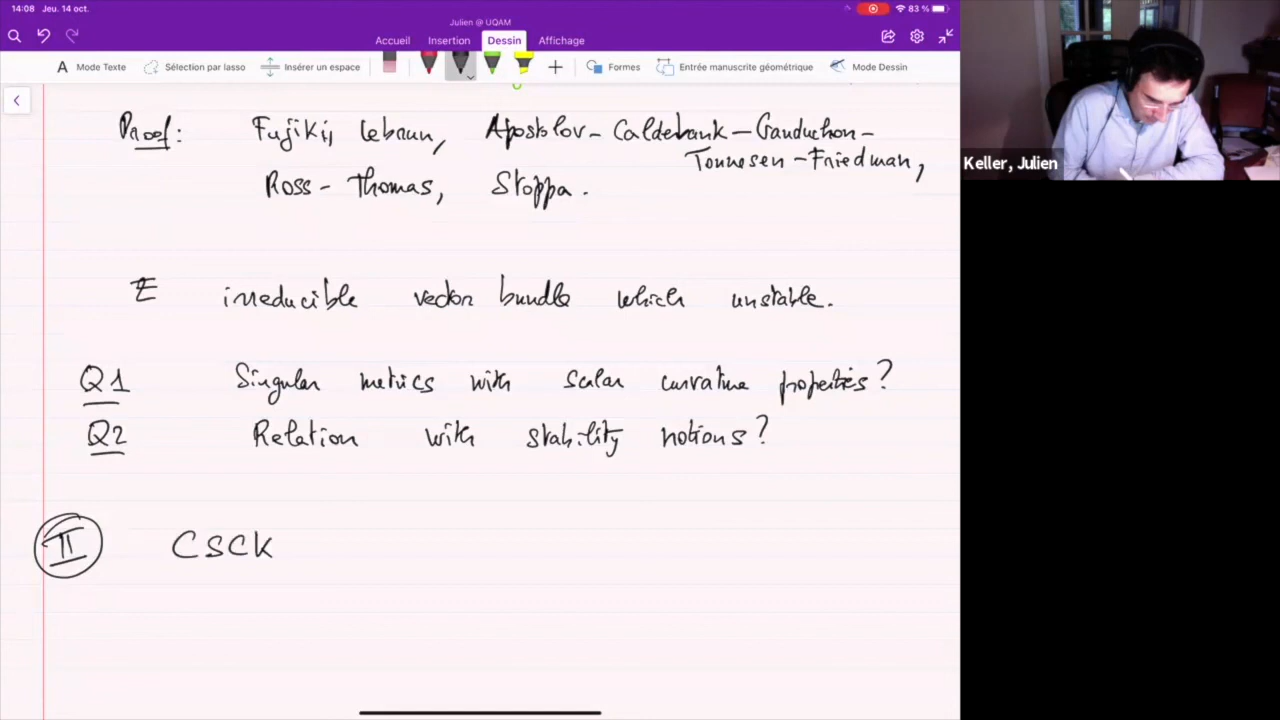 14:08 Jeu. 14 oct.
83 %
Julien @ UQAM
Accueil Insertion Dessin Affichage
Mode Texte Sélection par lasso Insérer un espace Formes Entrée manuscrite géométrique Mode Dessin
Proof: Fujiki, Lebrun, Apostolov - Calderbank - Gauduchon -
Tonnesen - Friedman,
Ross - Thomas, Stoppa.
E irreducible vector bundle which unstable.
Q1 Singular metrics with scalar curvature properties?
Q2 Relation with stability notions?
II CSCK
Keller, Julien